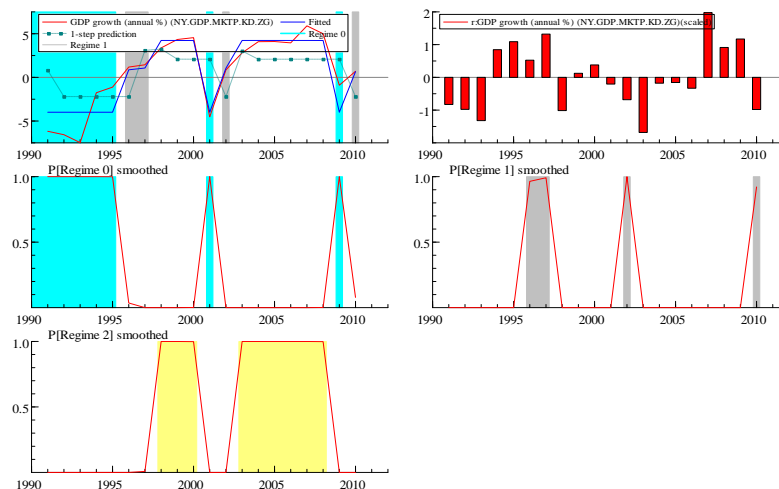 GDP growth (annual %) (NY.GDP.MKTP.KD.ZG) Fitted
1-step prediction Regime 0
Regime 1
5
0
-5
1990 1995 2000 2005 2010
r:GDP growth (annual %) (NY.GDP.MKTP.KD.ZG)(scaled)
2
1
0
-1
1990 1995 2000 2005 2010
P[Regime 0] smoothed
1.0
0.5
1990 1995 2000 2005 2010
P[Regime 1] smoothed
1.0
0.5
1990 1995 2000 2005 2010
P[Regime 2] smoothed
1.0
0.5
1990 1995 2000 2005 2010